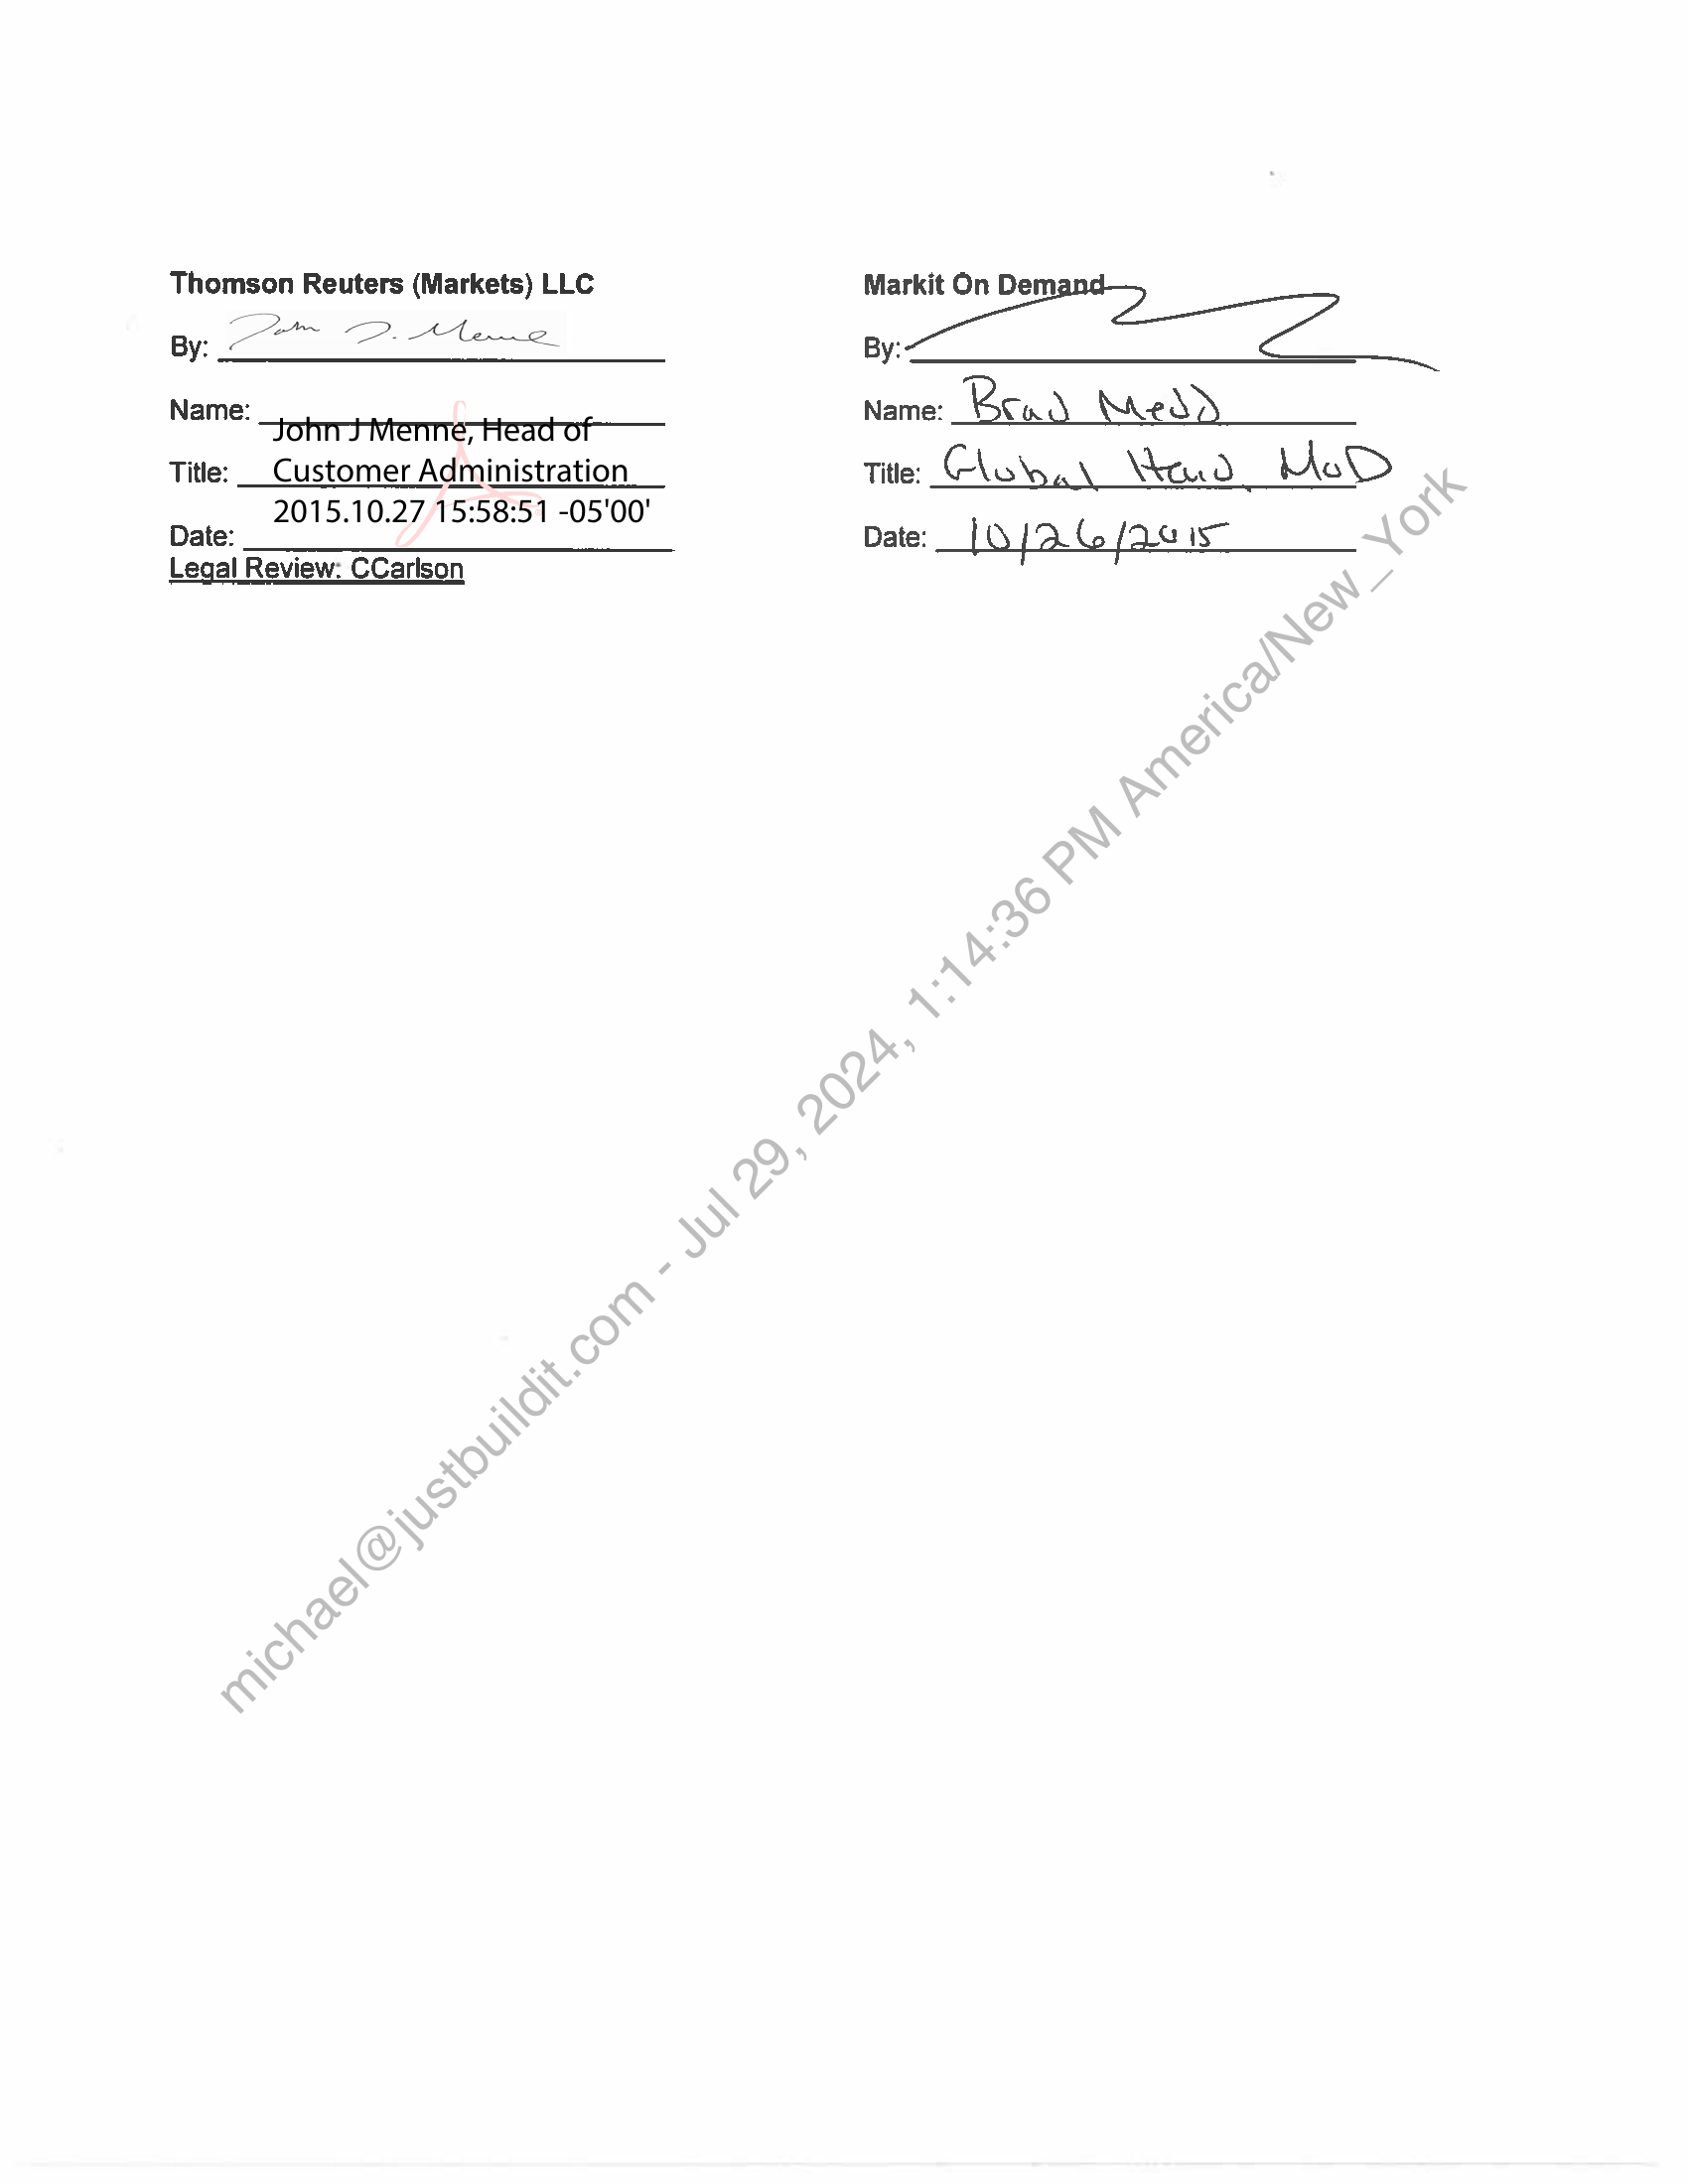 Thomson Reuters (Markets) LLC
By: John J. Menne
Name: John J Menne, Head of
Title: Customer Administration
2015.10.27 15:58:51 -05'00'
Date:
Legal Review: CCarlson
Markit On Demand
By:
Name: Brad Medd
Title: Global Head, MoD
Date: 10/26/2015
michael@justbuildit.com - Jul 29, 2024, 1:14:36 PM America/New_York